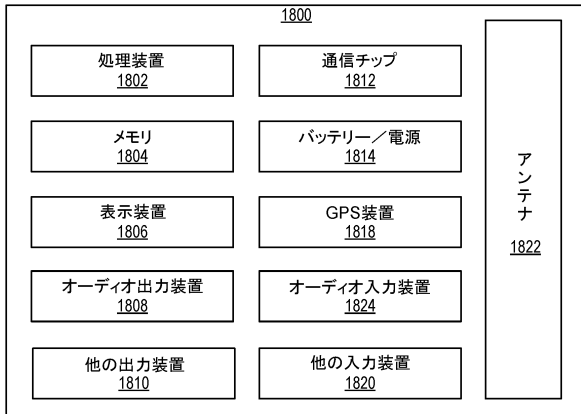 1800
処理装置
1802
通信チップ
1812
メモリ
1804
バッテリー／電源
1814
表示装置
1806
GPS装置
1818
オーディオ出力装置
1808
オーディオ入力装置
1824
他の出力装置
1810
他の入力装置
1820
アンテナ
1822